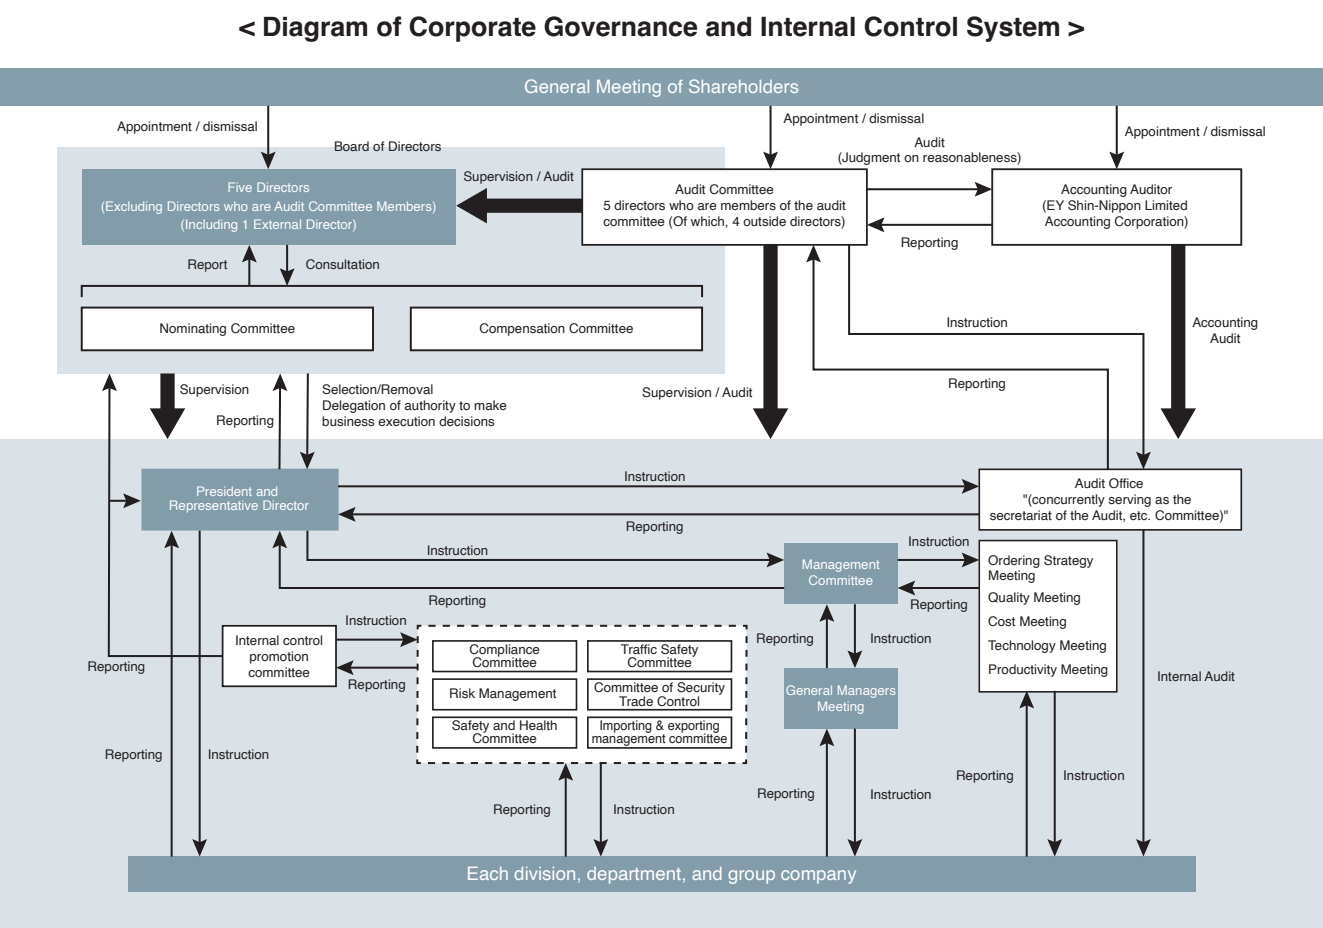 < Diagram of Corporate Governance and Internal Control System >
General Meeting of Shareholders
Appointment / dismissal
Appointment / dismissal
Appointment / dismissal
Board of Directors
Audit
(Judgment on reasonableness)
Five Directors
(Excluding Directors who are Audit Committee Members)
(Including 1 External Director)
Supervision / Audit
Audit Committee
5 directors who are members of the audit
committee (Of which, 4 outside directors)
Accounting Auditor
(EY Shin-Nippon Limited
Accounting Corporation)
Reporting
Report
Consultation
Nominating Committee
Compensation Committee
Instruction
Accounting
Audit
Reporting
Supervision
Reporting
Selection/Removal
Delegation of authority to make
business execution decisions
Supervision / Audit
President and
Representative Director
Instruction
Reporting
Audit Office
"(concurrently serving as the
secretariat of the Audit, etc. Committee)"
Instruction
Reporting
Management
Committee
Instruction
Reporting
Ordering Strategy
Meeting
Quality Meeting
Cost Meeting
Technology Meeting
Productivity Meeting
Internal control
promotion
committee
Reporting
Instruction
Reporting
Compliance
Committee
Traffic Safety
Committee
Risk Management
Committee of Security
Trade Control
Safety and Health
Committee
Importing & exporting
management committee
Reporting
Instruction
General Managers
Meeting
Internal Audit
Reporting
Instruction
Reporting
Instruction
Reporting
Instruction
Reporting
Instruction
Each division, department, and group company